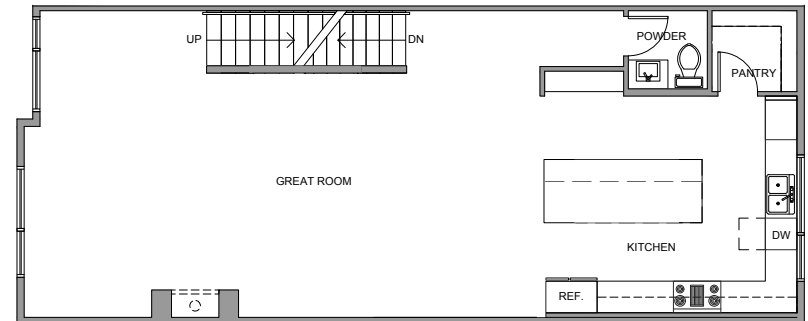 UP
DN
POWDER
PANTRY
GREAT ROOM
DW
KITCHEN
REF.